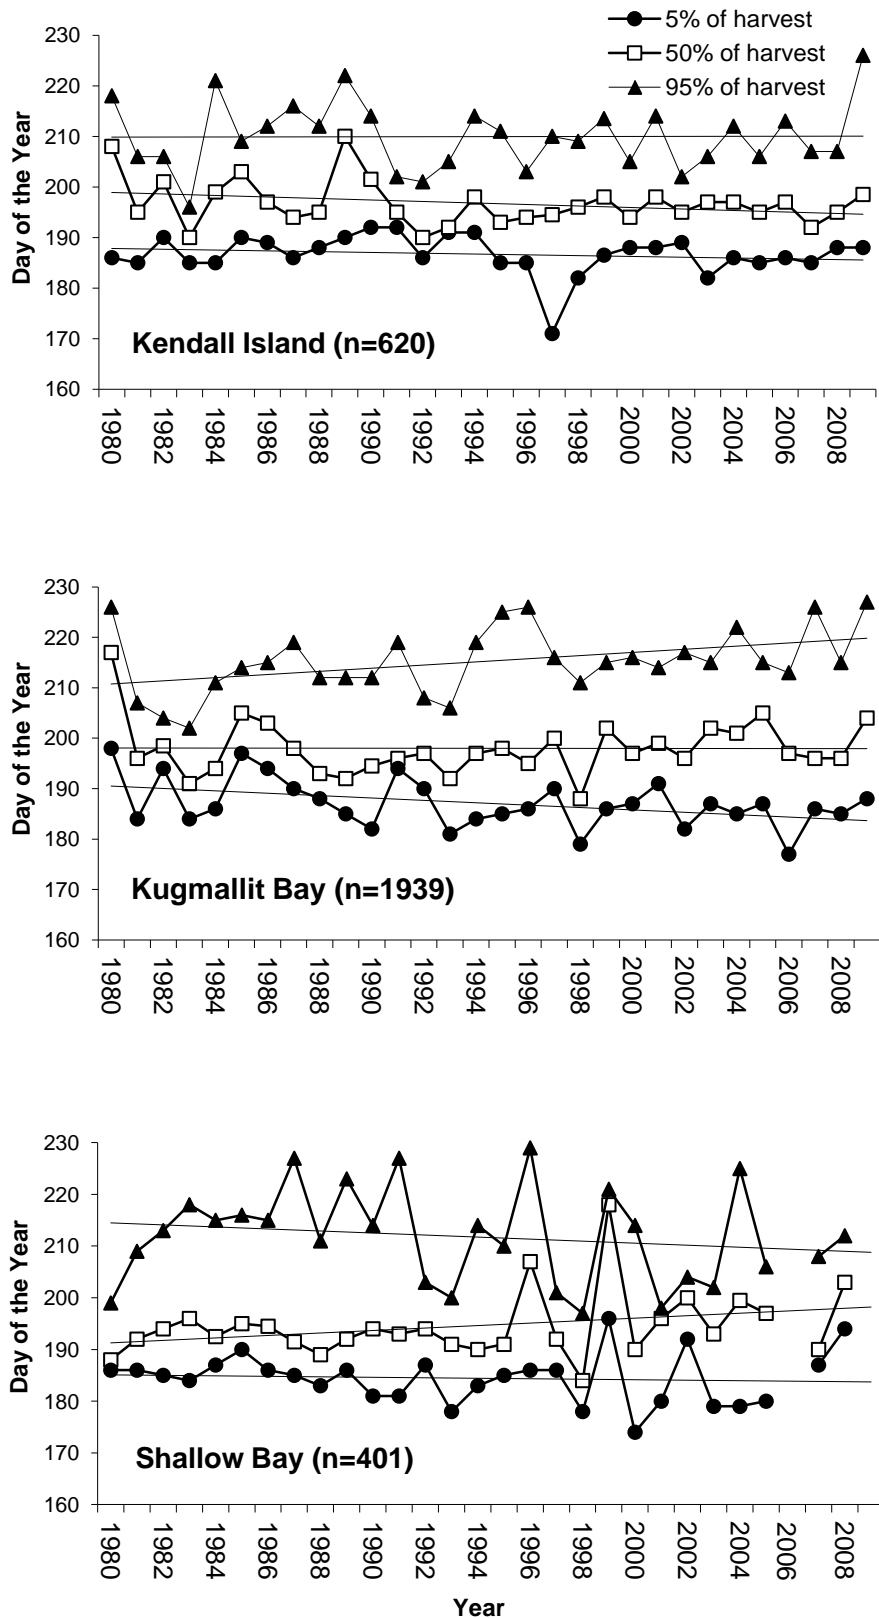 5% of harvest
50% of harvest
95% of harvest
230
220
210
200
190
180
170
160
Day of the Year
Kendall Island (n=620)
1980 1982 1984 1986 1988 1990 1992 1994 1996 1998 2000 2002 2004 2006 2008
230
220
210
200
190
180
170
160
Day of the Year
Kugmallit Bay (n=1939)
1980 1982 1984 1986 1988 1990 1992 1994 1996 1998 2000 2002 2004 2006 2008
230
220
210
200
190
180
170
160
Day of the Year
Shallow Bay (n=401)
1980 1982 1984 1986 1988 1990 1992 1994 1996 1998 2000 2002 2004 2006 2008
Year